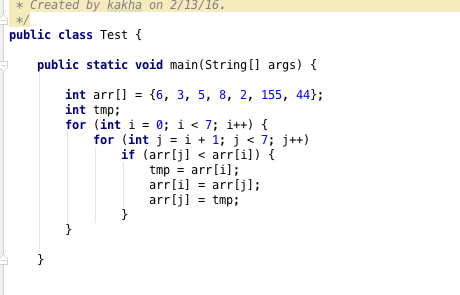 * Created by kakha on 2/13/16.
*/
public class Test {
public static void main(String[] args) {
int arr[] = {6, 3, 5, 8, 2, 155, 44};
int tmp;
for (int i = 0; i < 7; i++) {
for (int j = i + 1; j < 7; j++)
if (arr[j] < arr[i]) {
tmp = arr[i];
arr[i] = arr[j];
arr[j] = tmp;
}
}
}